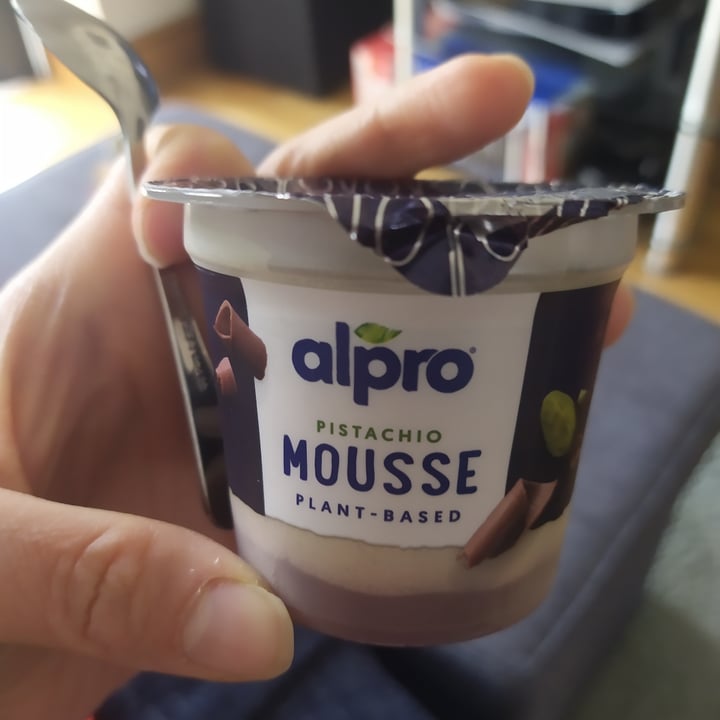 alpro
PISTACHIO
MOUSSE
PLANT-BASED